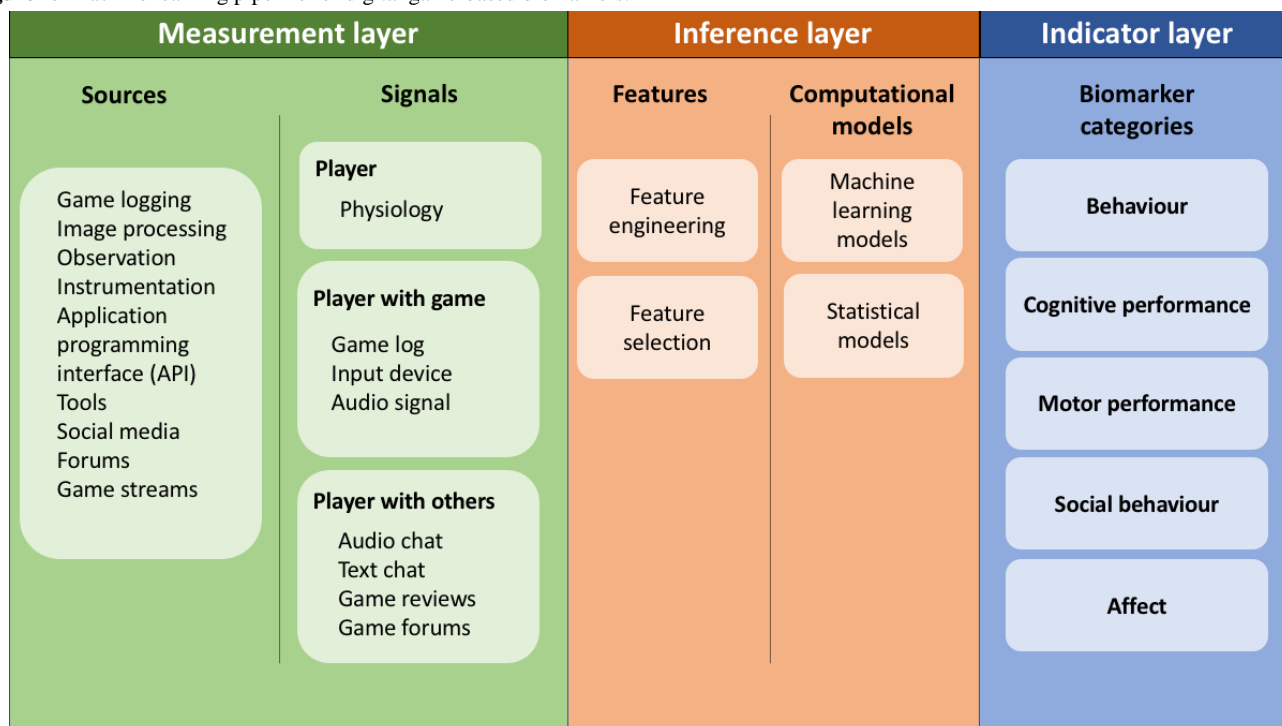 Measurement layer
Inference layer
Indicator layer
Sources
Signals
Features
Computational
models
Biomarker
categories
Game logging
Image processing
Observation
Instrumentation
Application
programming
interface (API)
Tools
Social media
Forums
Game streams
Player
Physiology
Player with game
Game log
Input device
Audio signal
Player with others
Audio chat
Text chat
Game reviews
Game forums
Feature
engineering
Feature
selection
Machine
learning
models
Statistical
models
Behaviour
Cognitive performance
Motor performance
Social behaviour
Affect